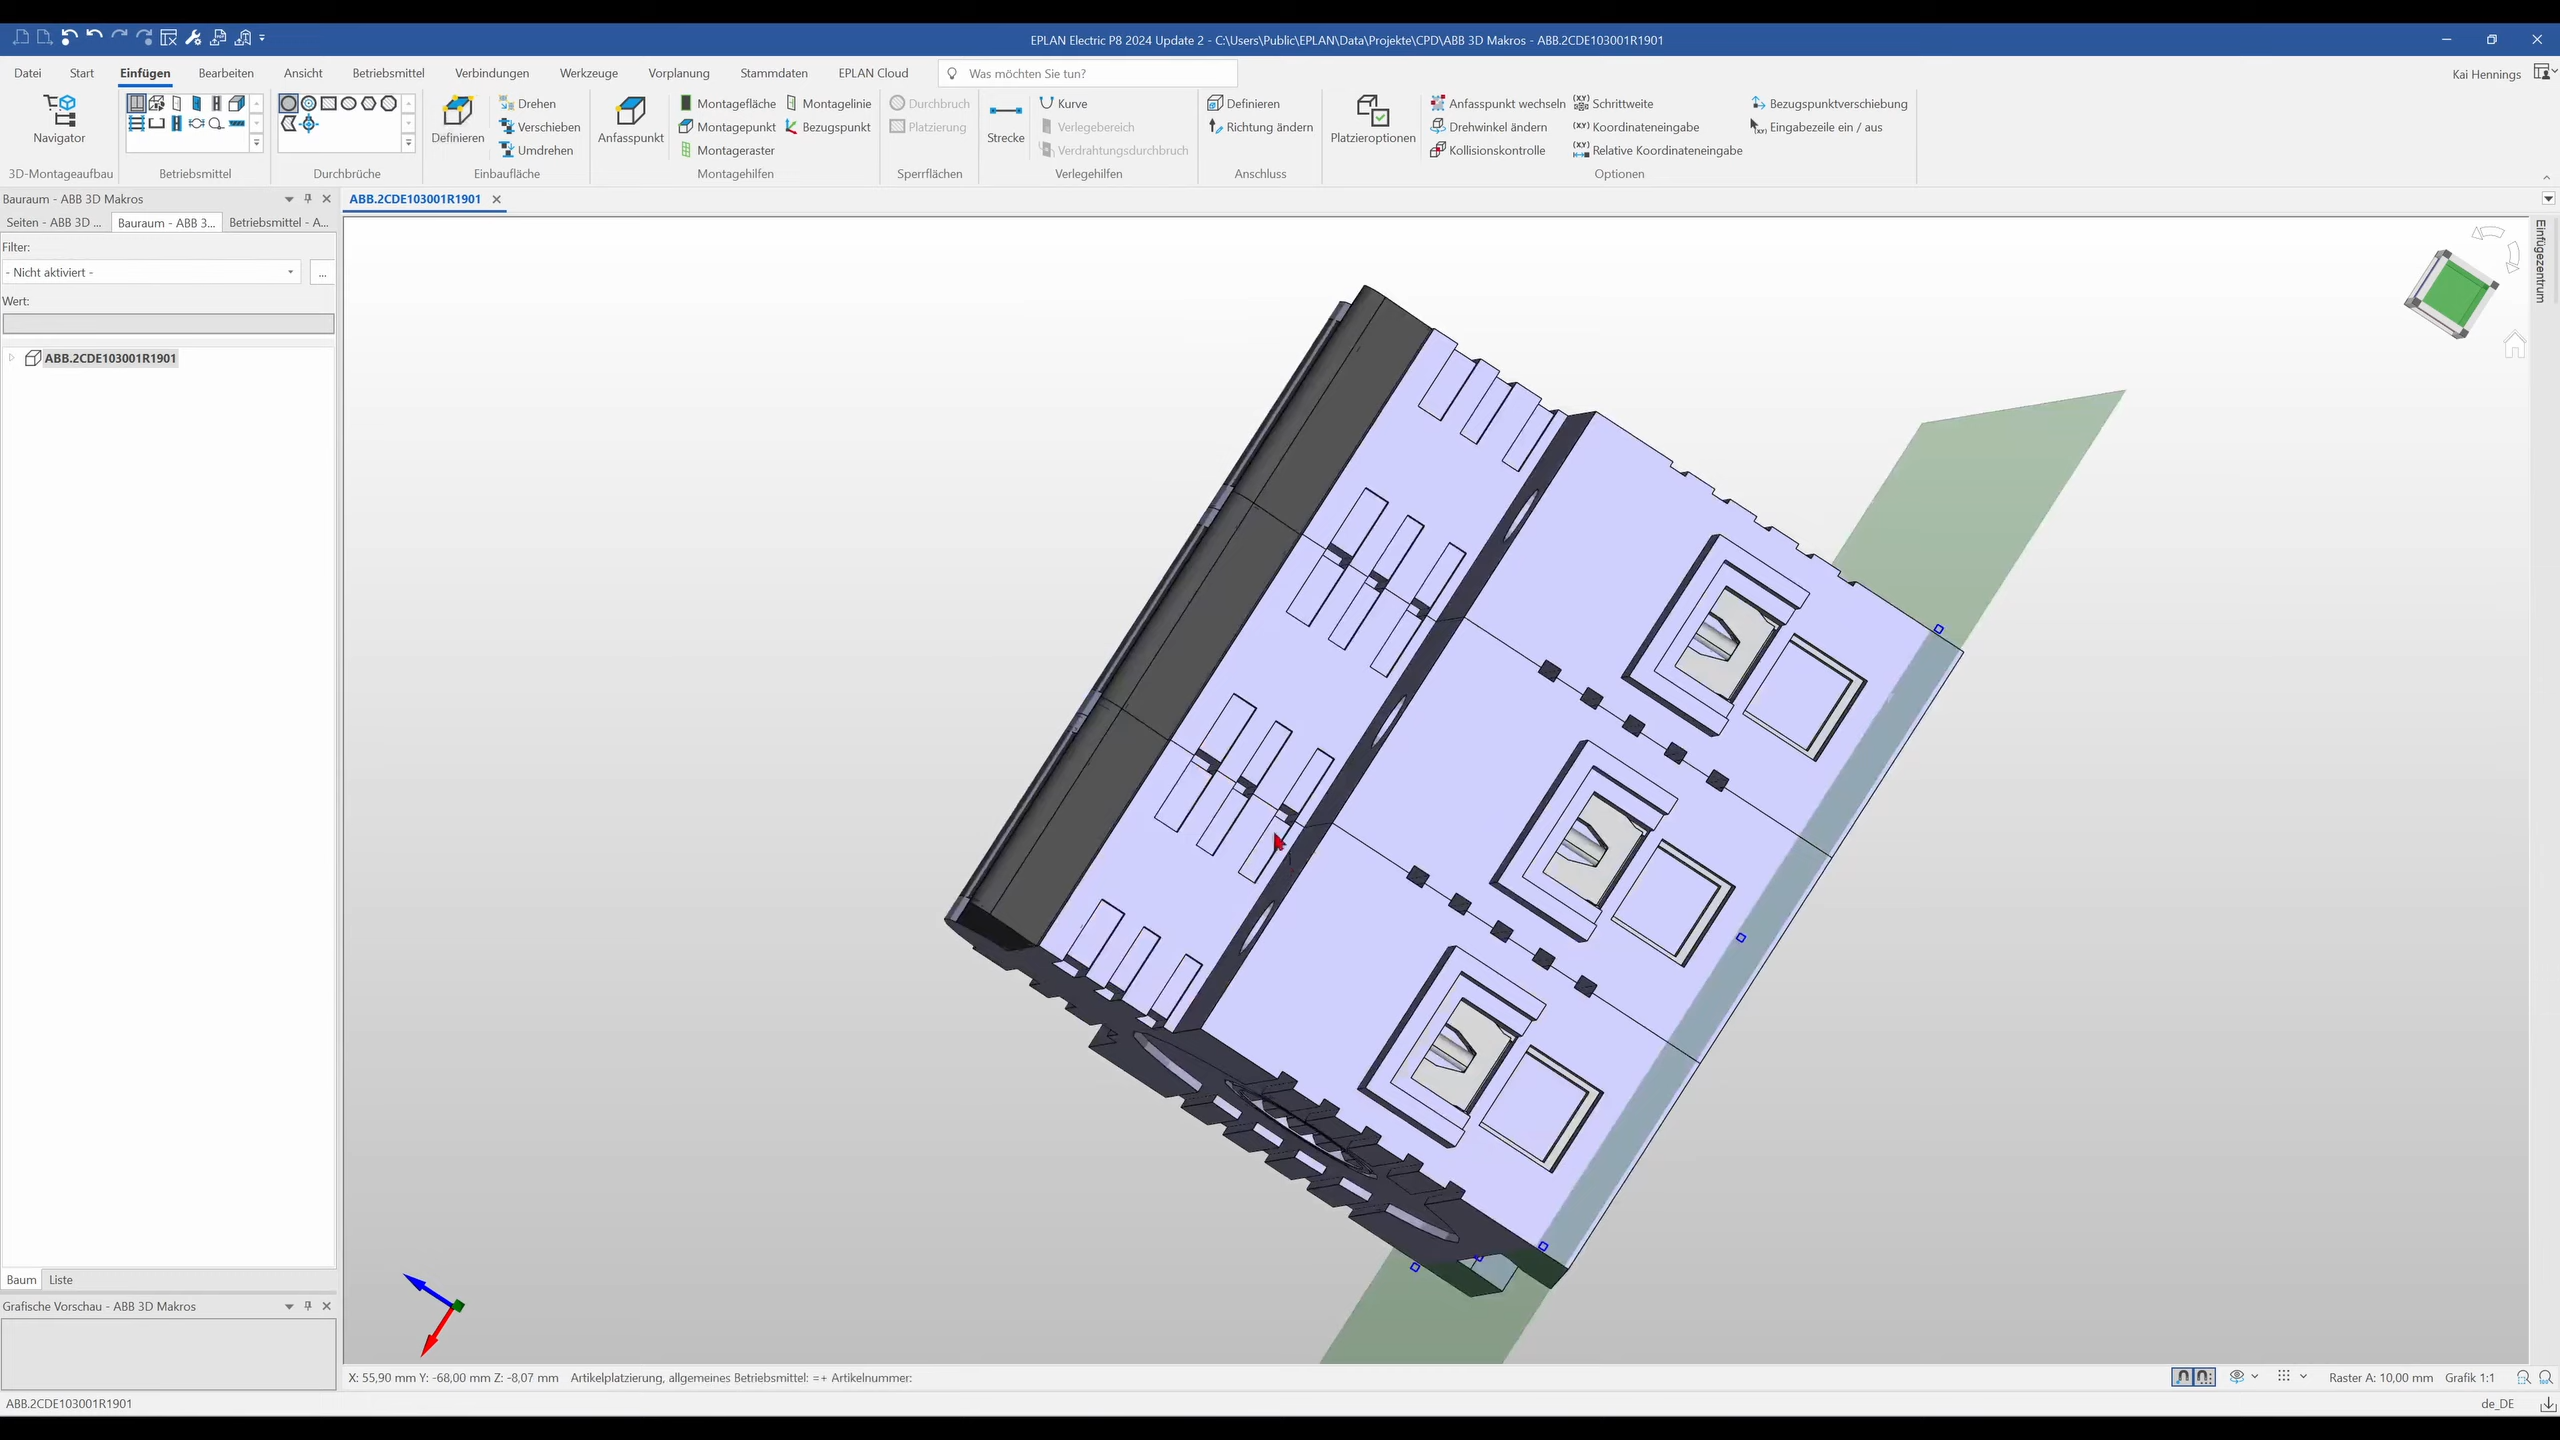 EPLAN Electric P8 2024 Update 2 - C:\Users\Public\EPLAN\Data\Projekte\CPD\ABB 3D Makros - ABB.2CDE103001R1901
Datei Start Einfügen Bearbeiten Ansicht Betriebsmittel Verbindungen Werkzeuge Vorplanung Stammdaten EPLAN Cloud Was möchten Sie tun? Kai Hennings
Drehen Montagefläche Montagelinie Durchbruch Kurve Definieren Anfasspunkt wechseln Schrittweite Bezugspunktverschiebung
Navigator Definieren Verschieben Anfasspunkt Montagepunkt Bezugspunkt Platzierung Strecke Verlegebereich Richtung ändern Platzieroptionen Drehwinkel ändern Koordinateneingabe Eingabezeile ein / aus
Umdrehen Montageraster Verdrahtungsdurchbruch Kollisionskontrolle Relative Koordinateneingabe
3D-Montageaufbau Betriebsmittel Durchbrüche Einbaufläche Montagehilfen Sperrflächen Verlegehilfen Anschluss Optionen
Bauraum - ABB 3D Makros
ABB.2CDE103001R1901
Seiten - ABB 3D ... Bauraum - ABB 3... Betriebsmittel - A...
Filter:
- Nicht aktiviert -
...
Wert:
ABB.2CDE103001R1901
Einfügezentrum
Baum Liste
Grafische Vorschau - ABB 3D Makros
X: 55,90 mm Y: -68,00 mm Z: -8,07 mm Artikelplatzierung, allgemeines Betriebsmittel: =+ Artikelnummer:
Raster A: 10,00 mm Grafik 1:1
ABB.2CDE103001R1901
de_DE